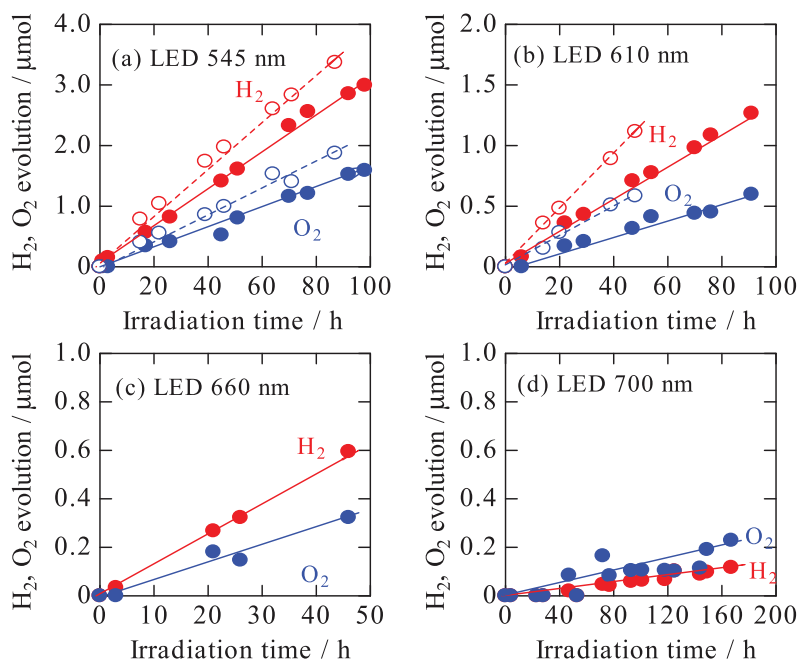 (a) LED 545 nm
H₂, O₂ evolution / μmol
4.0
3.0
2.0
1.0
0
H₂
O₂
0 20 40 60 80 100
Irradiation time / h
(b) LED 610 nm
H₂, O₂ evolution / μmol
2.0
1.5
1.0
0.5
0
H₂
O₂
0 20 40 60 80 100
Irradiation time / h
(c) LED 660 nm
H₂, O₂ evolution / μmol
1.0
0.8
0.6
0.4
0.2
0
H₂
O₂
0 10 20 30 40 50
Irradiation time / h
(d) LED 700 nm
H₂, O₂ evolution / μmol
1.0
0.8
0.6
0.4
0.2
0
O₂
H₂
0 40 80 120 160 200
Irradiation time / h